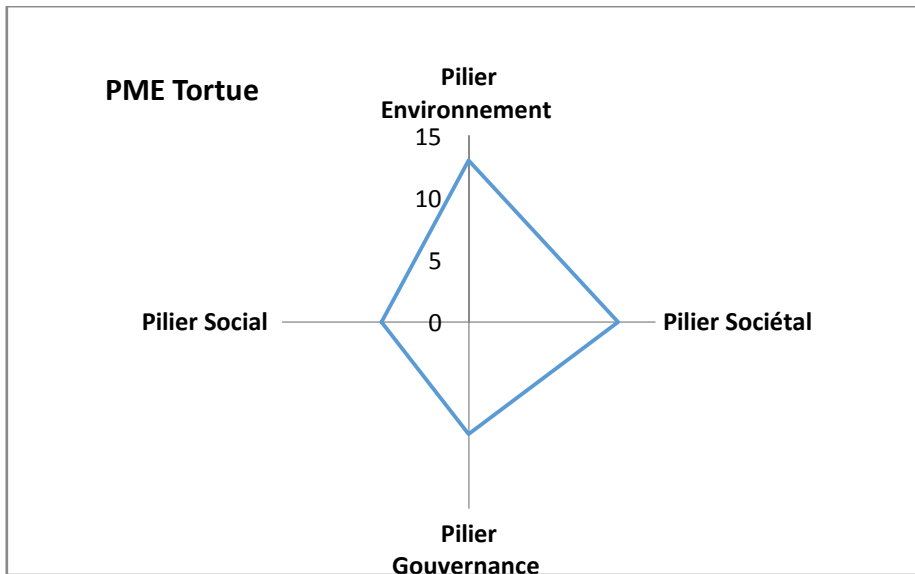 PME Tortue
Pilier
Environnement
15
10
5
0
Pilier Social
Pilier Sociétal
Pilier
Gouvernance